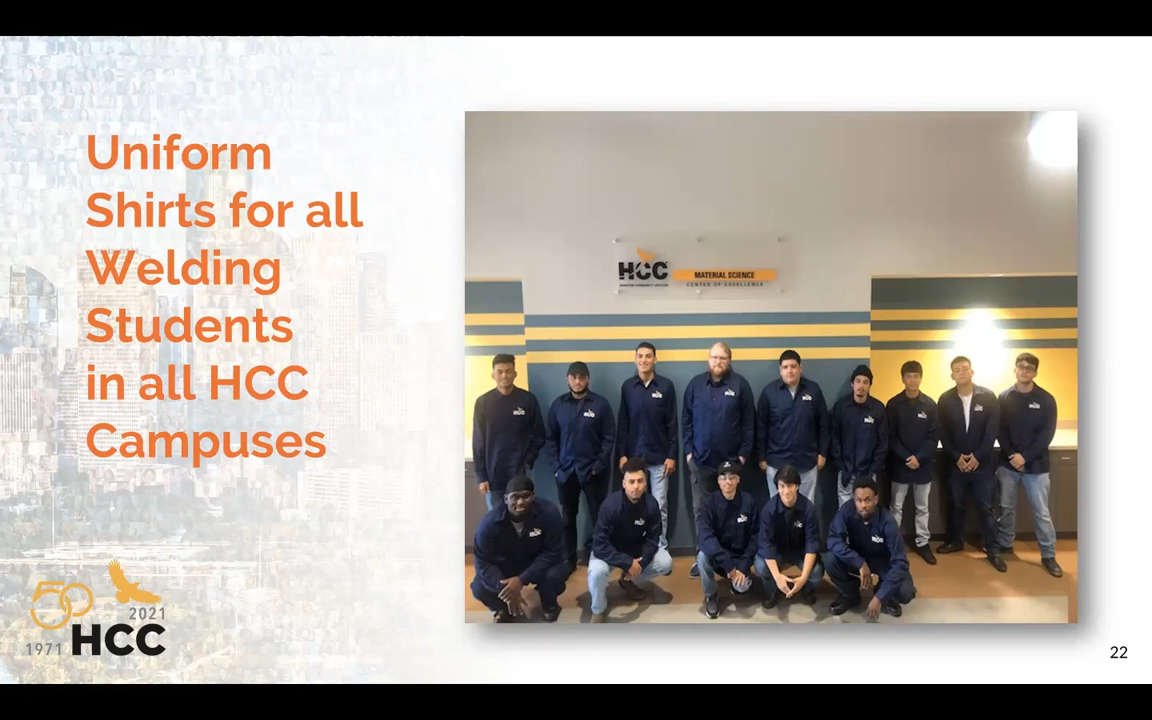 Uniform
Shirts for all
Welding
Students
in all HCC
Campuses
HCC
MATERIAL SCIENCE
CENTER OF EXCELLENCE
50
2021
1971 HCC
22